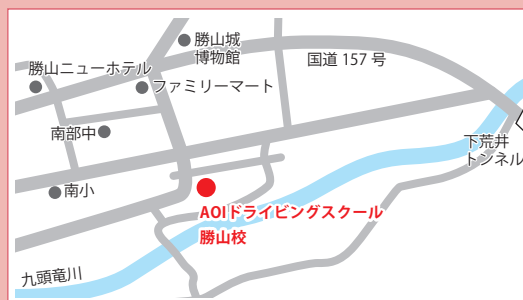 勝山城
博物館
国道 157 号
勝山ニューホテル
ファミリーマート
南部中
下荒井
トンネル
南小
AOIドライビングスクール
勝山校
九頭竜川